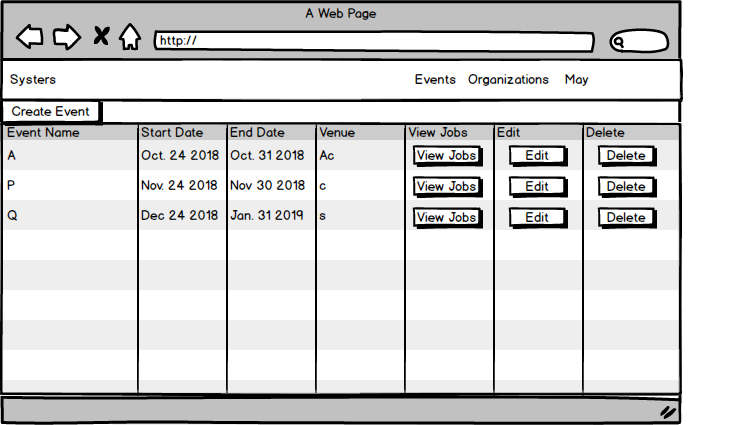 A Web Page
http://
Systers Events Organizations May
Create Event
Event Name Start Date End Date Venue View Jobs Edit Delete
A Oct. 24 2018 Oct. 31 2018 Ac View Jobs Edit Delete
P Nov. 24 2018 Nov 30 2018 c View Jobs Edit Delete
Q Dec 24 2018 Jan. 31 2019 s View Jobs Edit Delete